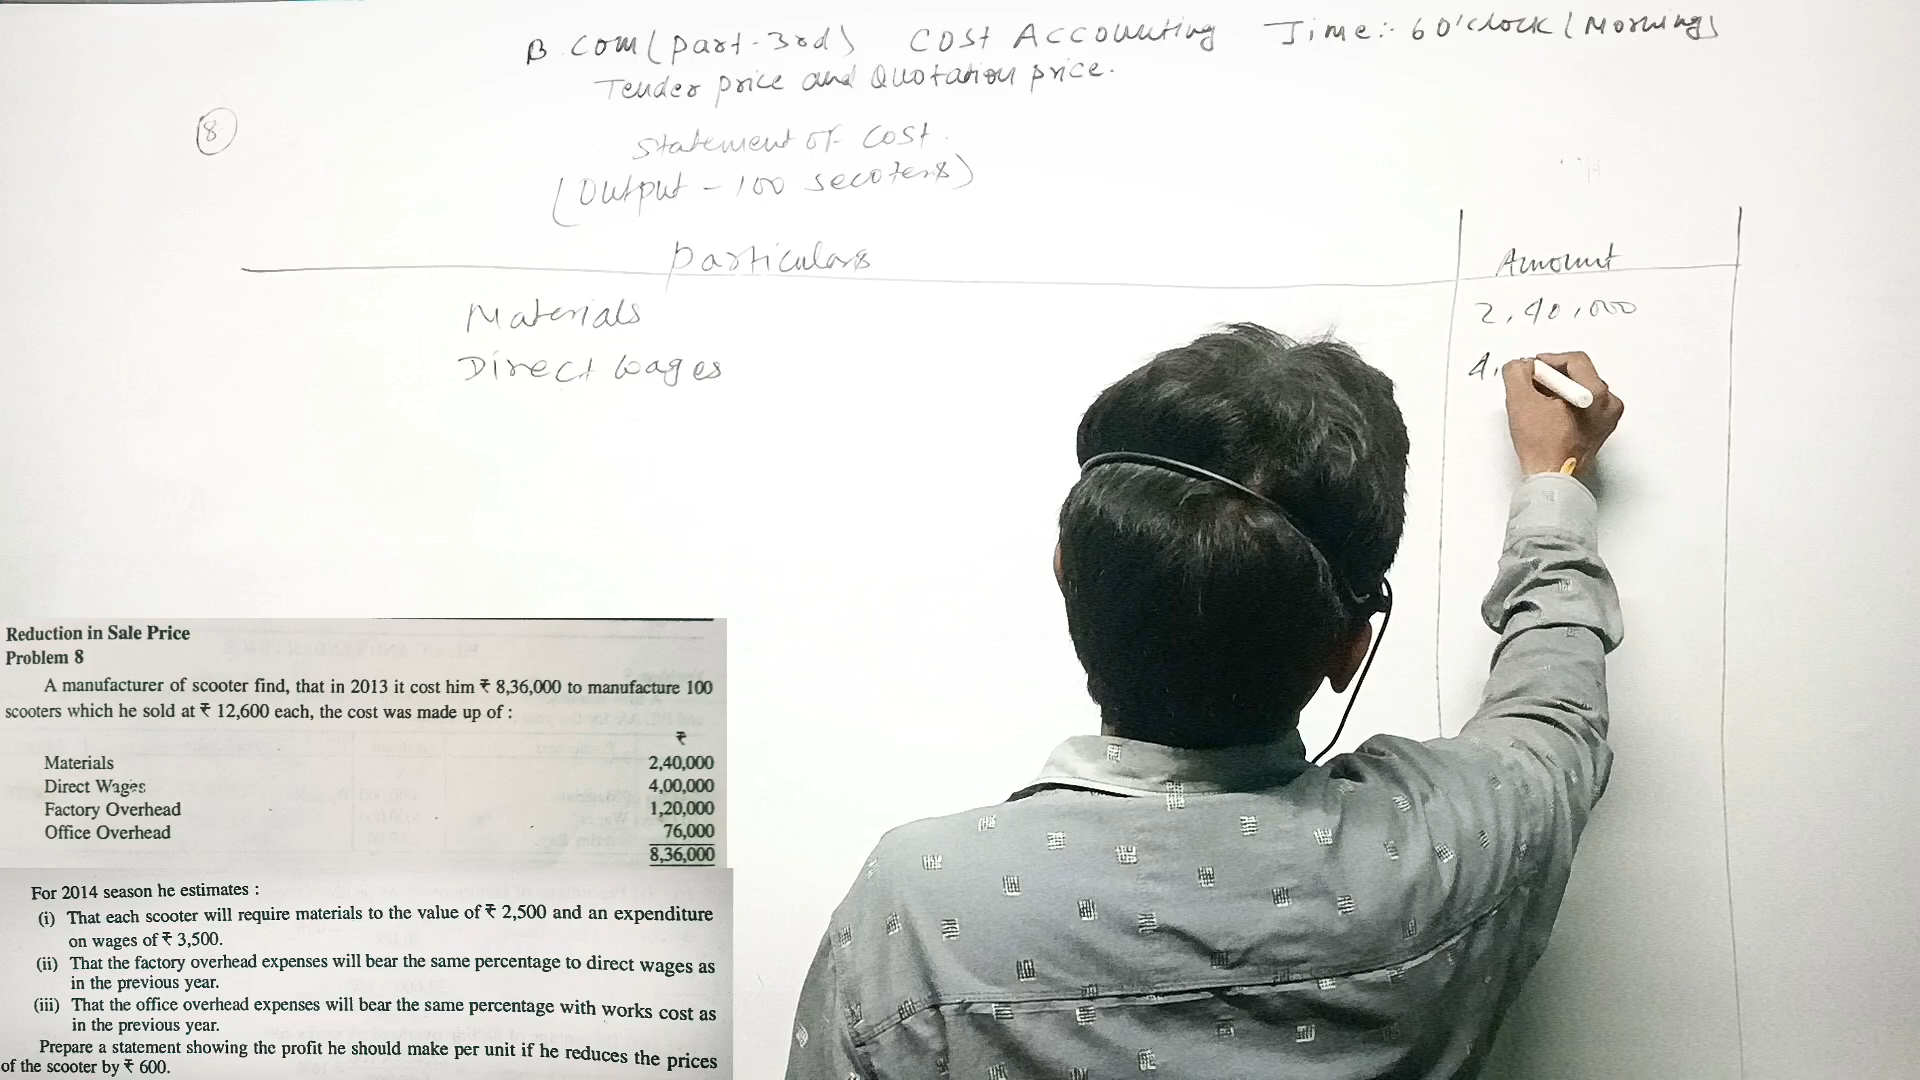 B.Com (Part-3rd) Cost Accounting Time:- 6 O'clock (Morning)
Tender price and Quotation price.
8
Statement of Cost.
(Output - 100 secoters)
Particulars Amount
Materials 2,40,000
Direct wages 4,
Reduction in Sale Price
Problem 8
A manufacturer of scooter find, that in 2013 it cost him ₹ 8,36,000 to manufacture 100
scooters which he sold at ₹ 12,600 each, the cost was made up of :
₹
Materials 2,40,000
Direct Wages 4,00,000
Factory Overhead 1,20,000
Office Overhead 76,000
8,36,000
For 2014 season he estimates :
(i) That each scooter will require materials to the value of ₹ 2,500 and an expenditure
on wages of ₹ 3,500.
(ii) That the factory overhead expenses will bear the same percentage to direct wages as
in the previous year.
(iii) That the office overhead expenses will bear the same percentage with works cost as
in the previous year.
Prepare a statement showing the profit he should make per unit if he reduces the prices
of the scooter by ₹ 600.